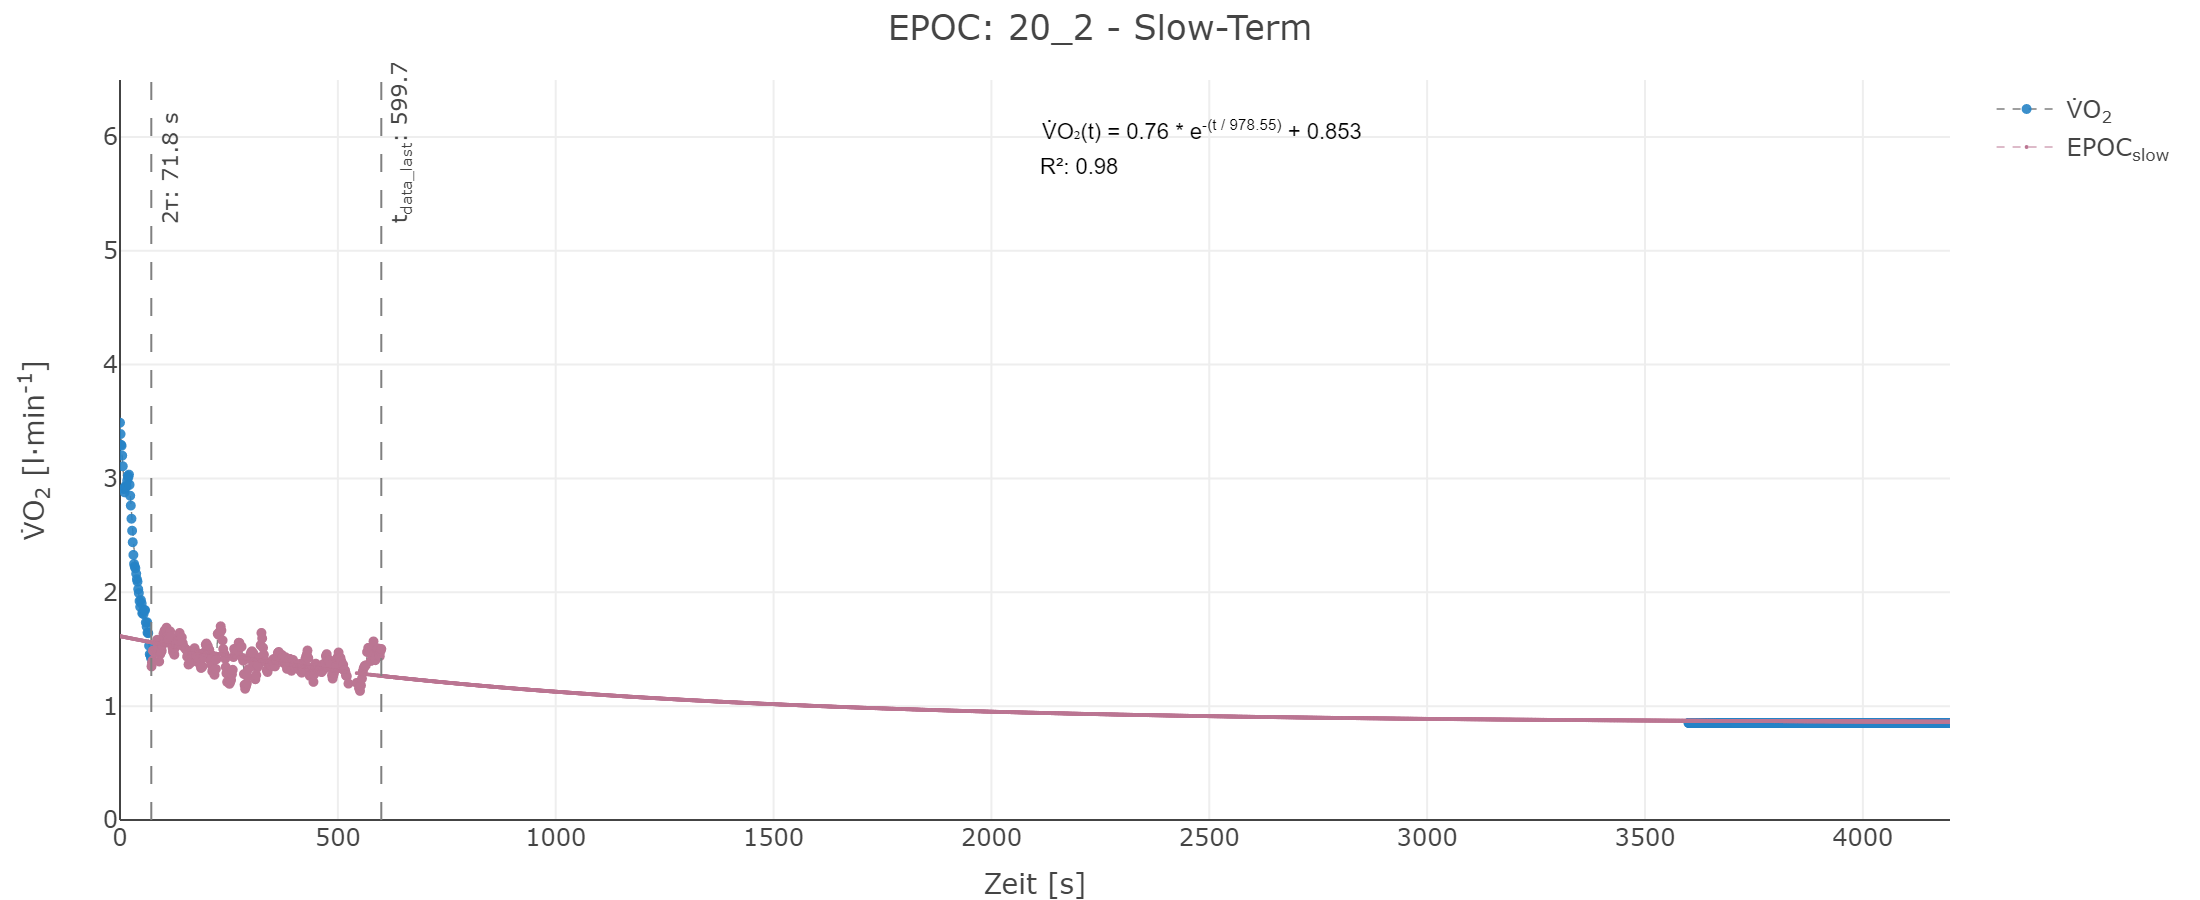 EPOC: 20_2 - Slow-Term
2τ: 71.8 s
t_data_last: 599.7
V̇O₂(t) = 0.76 * e^-(t / 978.55) + 0.853
R²: 0.98
V̇O₂
EPOC_slow
V̇O₂ [l·min⁻¹]
6
5
4
3
2
1
0
0 500 1000 1500 2000 2500 3000 3500 4000
Zeit [s]